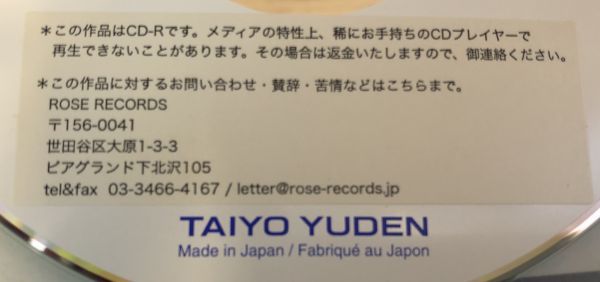 ＊この作品はCD-Rです。メディアの特性上、稀にお手持ちのCDプレイヤーで
再生できないことがあります。その場合は返金いたしますので、御連絡ください。
＊この作品に対するお問い合わせ・賛辞・苦情などはこちらまで。
ROSE RECORDS
〒156-0041
世田谷区大原1-3-3
ピアグランド下北沢105
tel&fax 03-3466-4167 / letter@rose-records.jp
TAIYO YUDEN
Made in Japan / Fabriqué au Japon